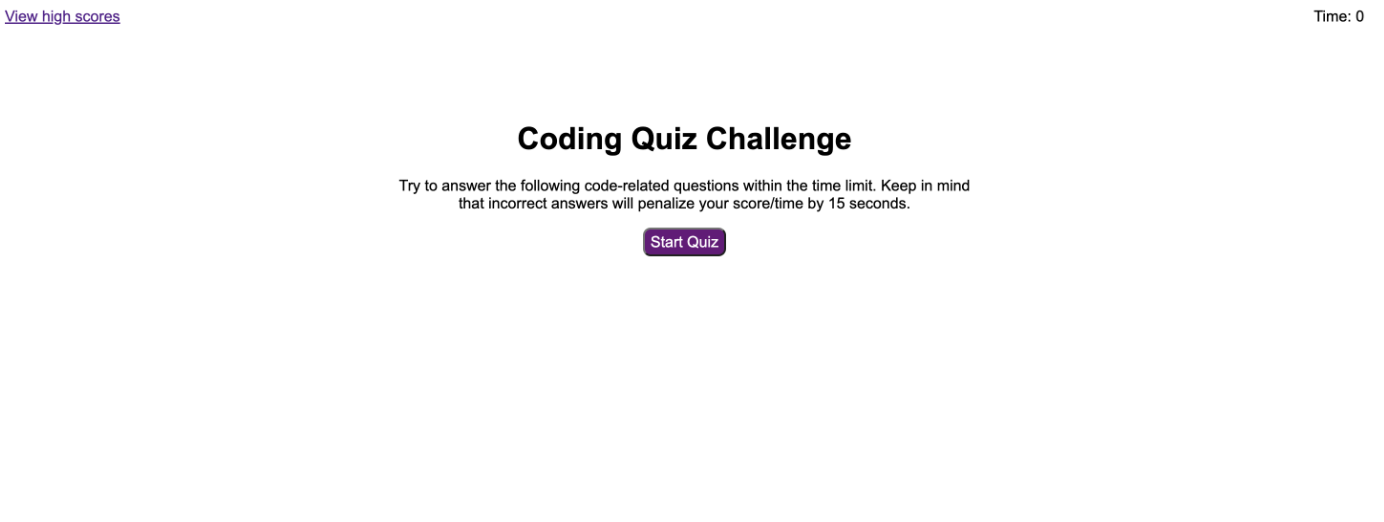 View high scores
Time: 0
Coding Quiz Challenge
Try to answer the following code-related questions within the time limit. Keep in mind
that incorrect answers will penalize your score/time by 15 seconds.
Start Quiz